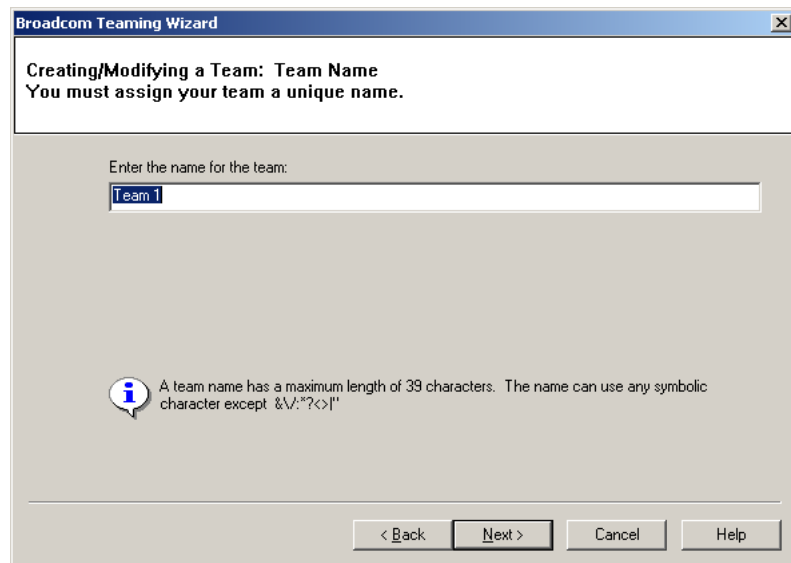 Broadcom Teaming Wizard
Creating/Modifying a Team: Team Name
You must assign your team a unique name.
Enter the name for the team:
Team 1
A team name has a maximum length of 39 characters. The name can use any symbolic
character except &\/:*?<>|"
< Back
Next >
Cancel
Help